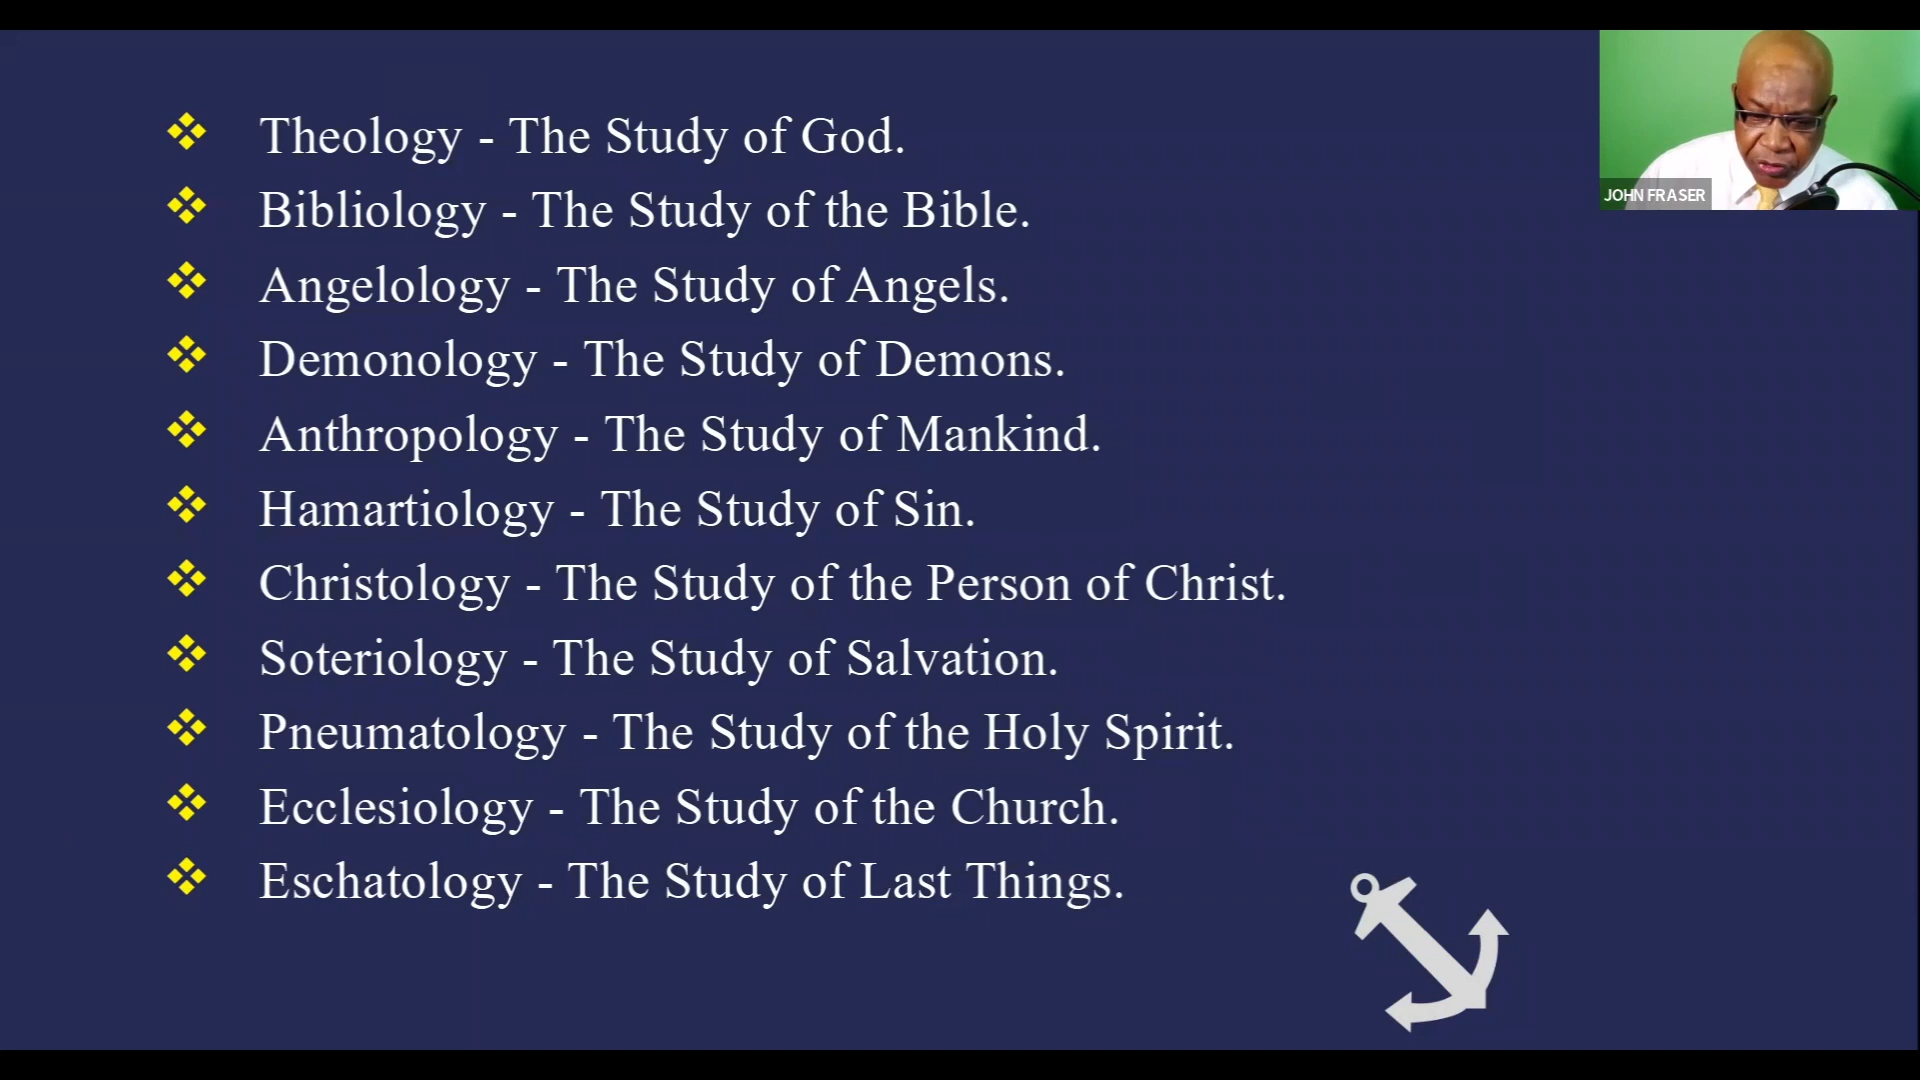 Theology - The Study of God.
Bibliology - The Study of the Bible.
Angelology - The Study of Angels.
Demonology - The Study of Demons.
Anthropology - The Study of Mankind.
Hamartiology - The Study of Sin.
Christology - The Study of the Person of Christ.
Soteriology - The Study of Salvation.
Pneumatology - The Study of the Holy Spirit.
Ecclesiology - The Study of the Church.
Eschatology - The Study of Last Things.
JOHN FRASER